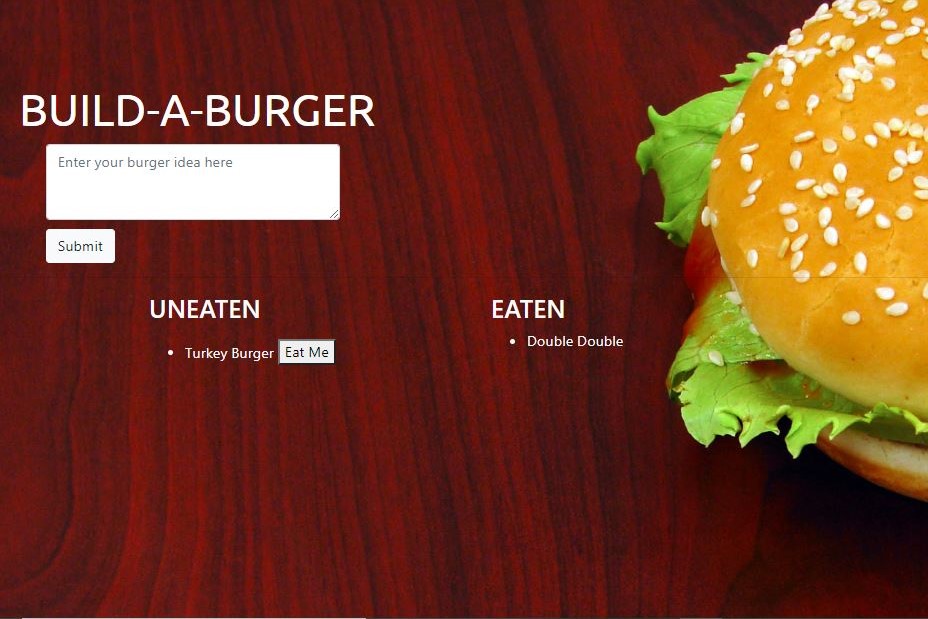 BUILD-A-BURGER
Enter your burger idea here
Submit
UNEATEN
Turkey Burger Eat Me
EATEN
Double Double